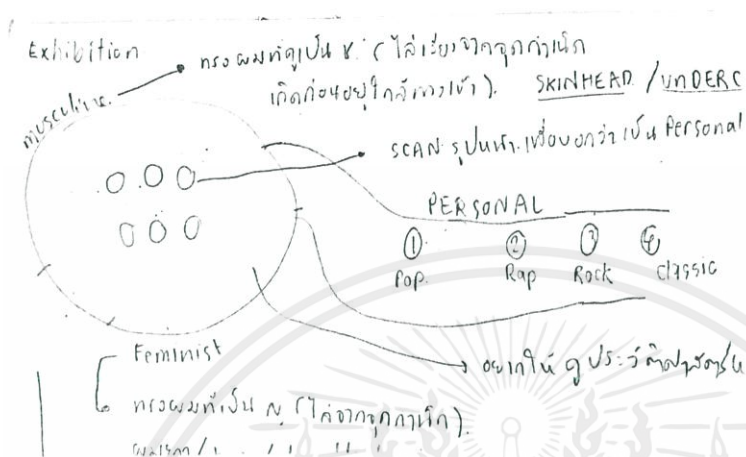 Exhibition
musculine
ทรงผมที่ดูเป็น ช. (ไล่เรียงจากจุดกำเนิด
เกิดก่อนอยู่ใกล้ทางเข้า). SKINHEAD / UNDERC
SCAN รูปหน้า เพื่อบอกว่าเป็น Personal
PERSONAL
① ② ③ ④
Pop. Rap Rock Classic
Feminist
อยากให้ดูประวัติศาสตร์
ทรงผมที่เป็น ญ (ไล่จากจุดกำเนิด).